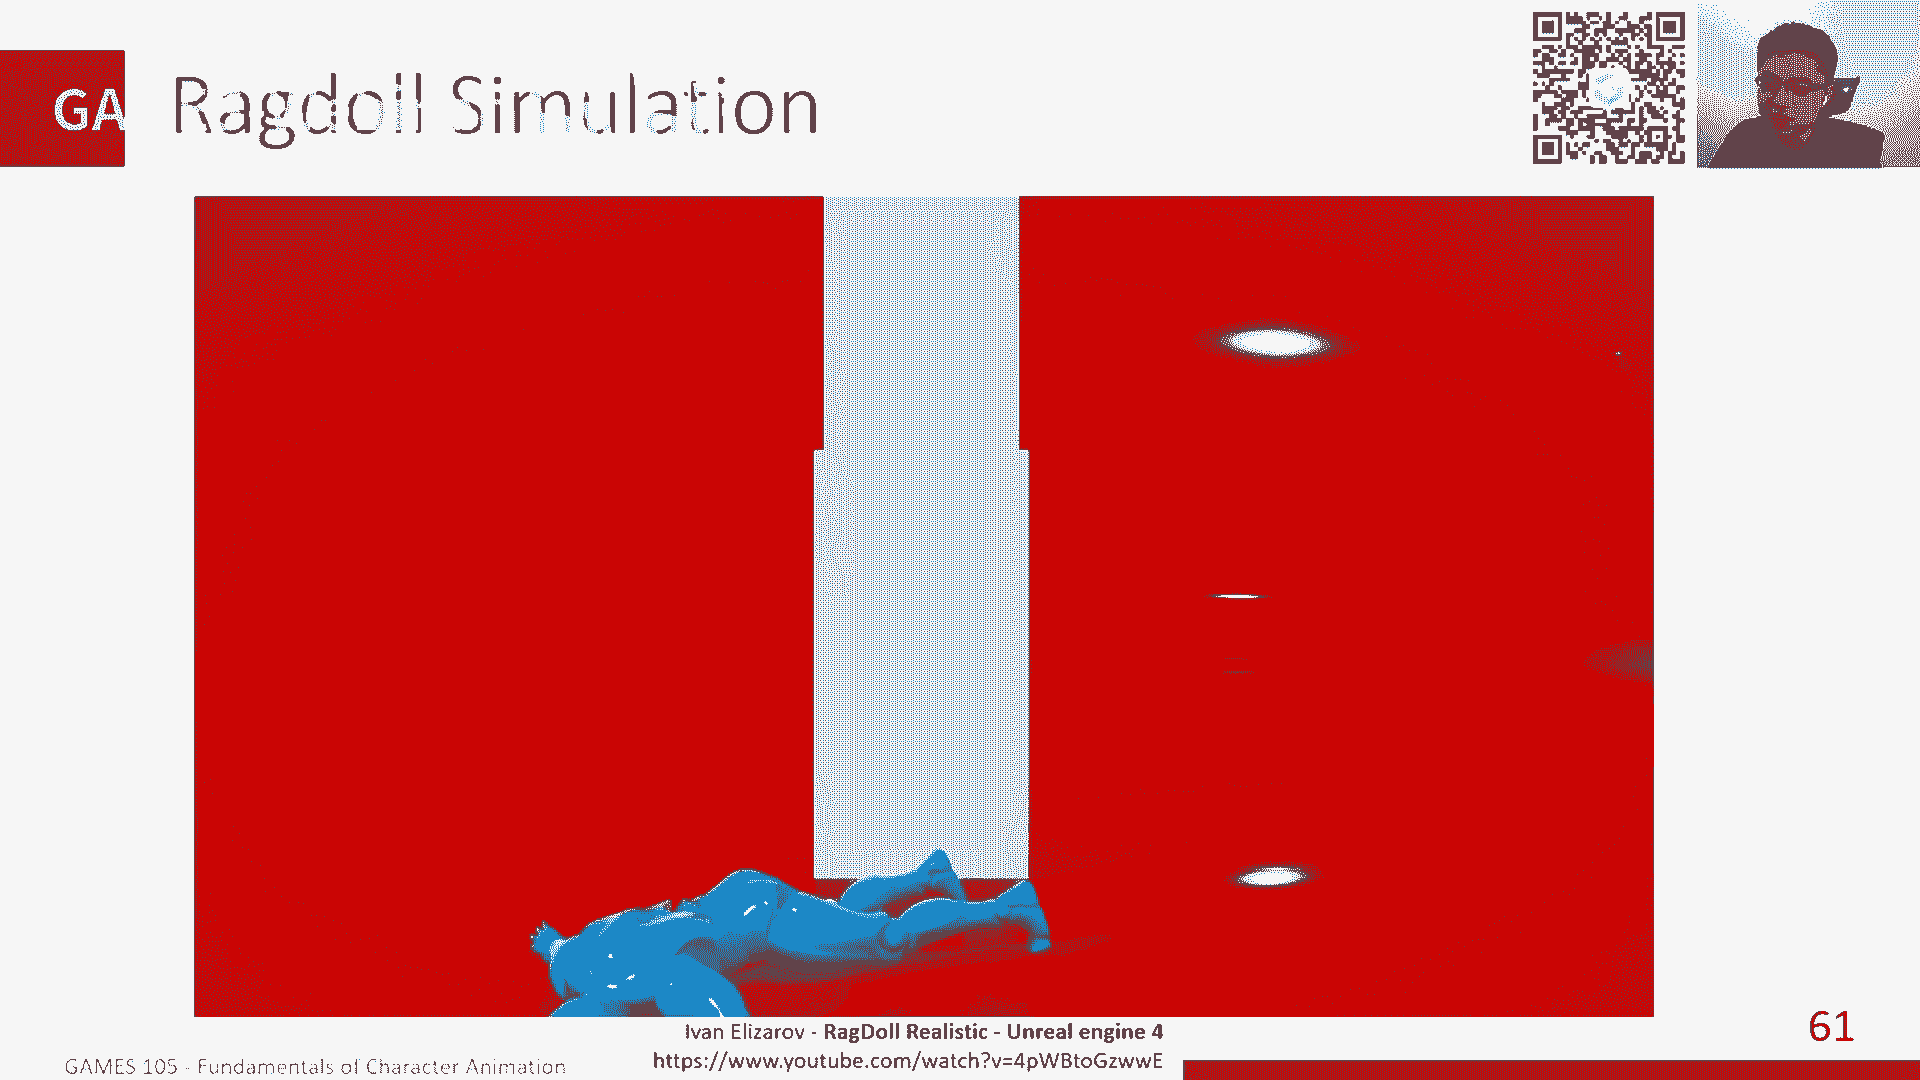 GA
Ragdoll Simulation
Ivan Elizarov - RagDoll Realistic - Unreal engine 4
https://www.youtube.com/watch?v=4pWBtoGzwwE
61
GAMES 105 - Fundamentals of Character Animation